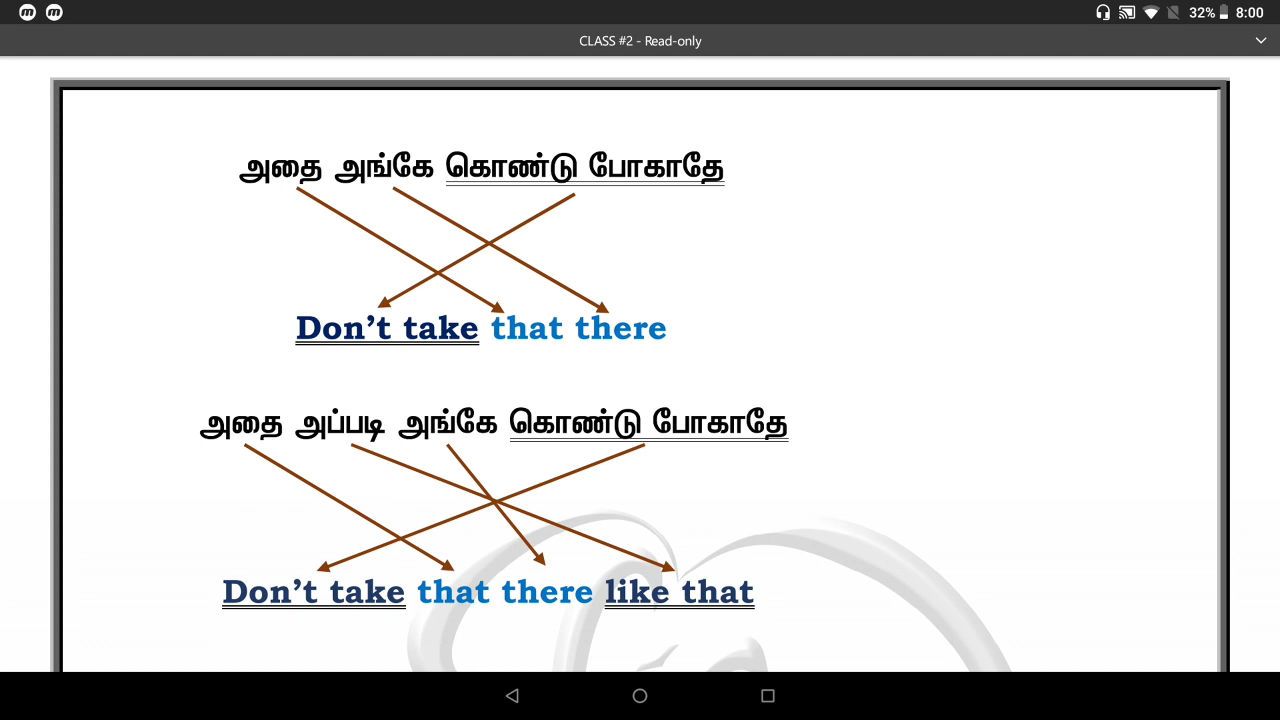 32% 8:00
CLASS #2 - Read-only
அதை அங்கே கொண்டு போகாதே
Don’t take that there
அதை அப்படி அங்கே கொண்டு போகாதே
Don’t take that there like that